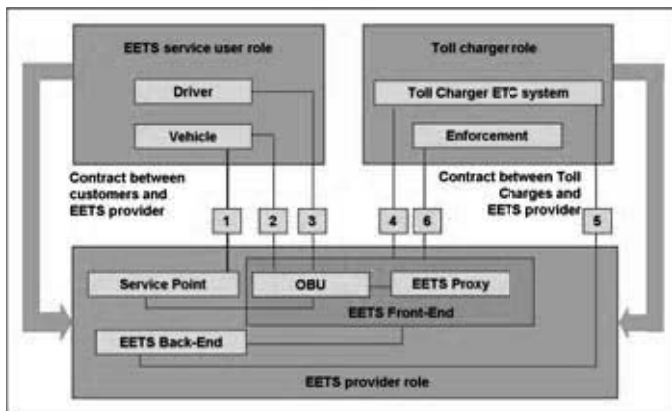 EETS service user role
Toll charger role
Driver
Toll Charger ETC system
Vehicle
Enforcement
Contract between
customers and
EETS provider
Contract between Toll
Charges and
EETS provider
1
2
3
4
6
5
Service Point
OBU
EETS Proxy
EETS Front-End
EETS Back-End
EETS provider role